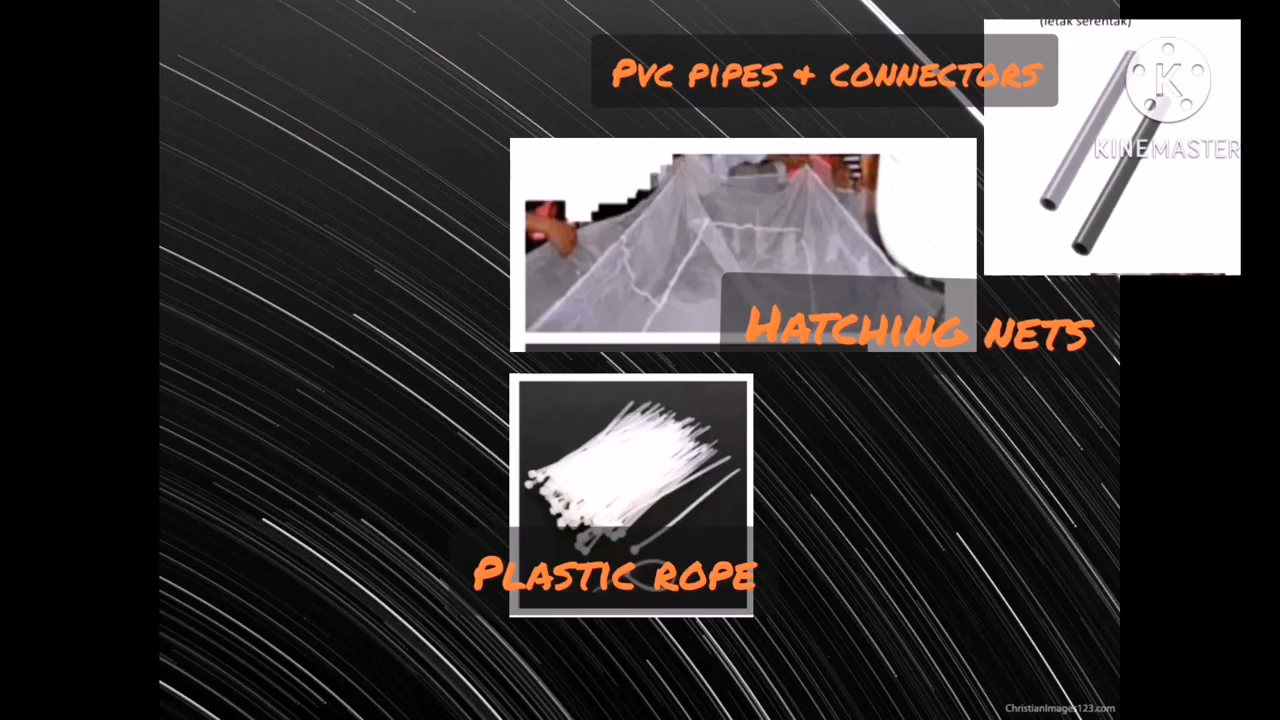 (letak serentak)
Pvc pipes & connectors
K
KINEMASTER
Hatching nets
Plastic rope
ChristianImages123.com